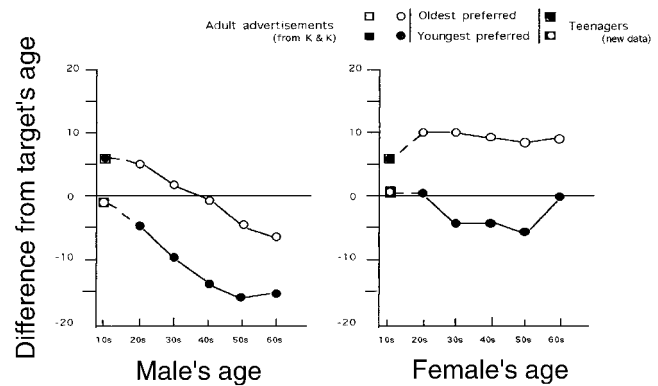 Adult advertisements
(from K & K)
Oldest preferred
Youngest preferred
Teenagers
(new data)
Difference from target's age
20
10
0
-10
-20
10s 20s 30s 40s 50s 60s
Male's age
20
10
0
-10
-20
10s 20s 30s 40s 50s 60s
Female's age